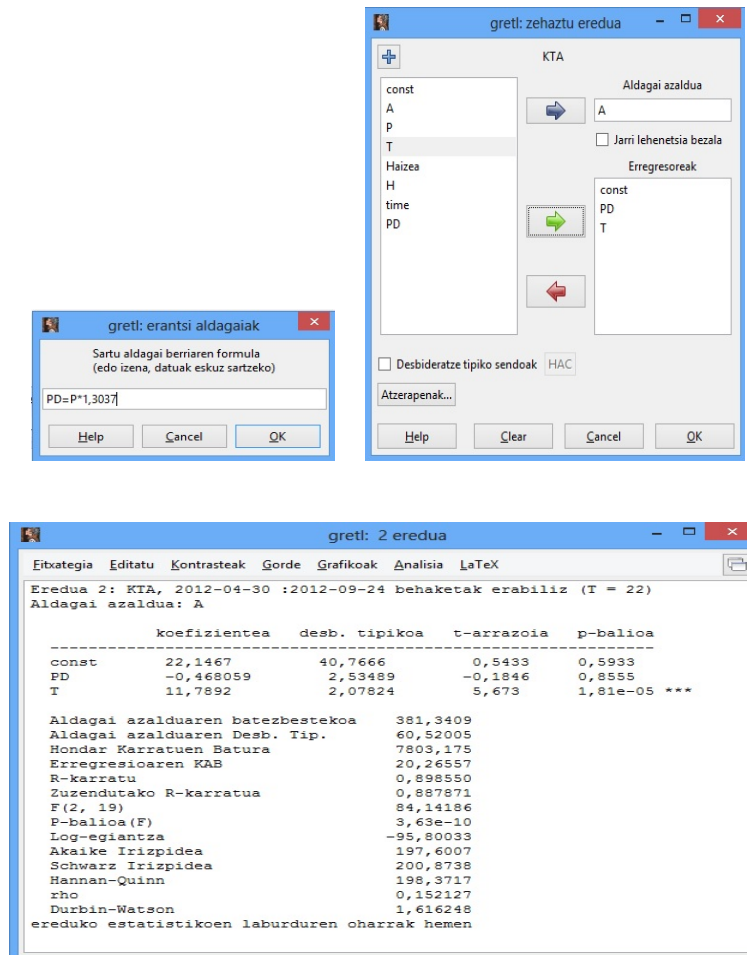 gretl: zehaztu eredua
KTA
const
A
P
T
Haizea
H
time
PD
Aldagai azaldua
A
Jarri lehenetsia bezala
Erregresoreak
const
PD
T
Desbideratze tipiko sendoak HAC
Atzerapenak...
Help Clear Cancel OK
gretl: erantsi aldagaiak
Sartu aldagai berriaren formula
(edo izena, datuak eskuz sartzeko)
PD=P*1,3037
Help Cancel OK
gretl: 2 eredua
Fitxategia Editatu Kontrasteak Gorde Grafikoak Analisia LaTeX
Eredua 2: KTA, 2012-04-30 :2012-09-24 behaketak erabiliz (T = 22)
Aldagai azaldua: A
koefizientea desb. tipikoa t-arrazoia p-balioa
const 22,1467 40,7666 0,5433 0,5933
PD −0,468059 2,53489 −0,1846 0,8555
T 11,7892 2,07824 5,673 1,81e-05 ***
Aldagai azalduaren batezbestekoa 381,3409
Aldagai azalduaren Desb. Tip. 60,52005
Hondar Karratuen Batura 7803,175
Erregresioaren KAB 20,26557
R-karratu 0,898550
Zuzendutako R-karratua 0,887871
F(2, 19) 84,14186
P-balioa(F) 3,63e-10
Log-egiantza −95,80033
Akaike Irizpidea 197,6007
Schwarz Irizpidea 200,8738
Hannan-Quinn 198,3717
rho 0,152127
Durbin-Watson 1,616248
ereduko estatistikoen laburduren oharrak hemen